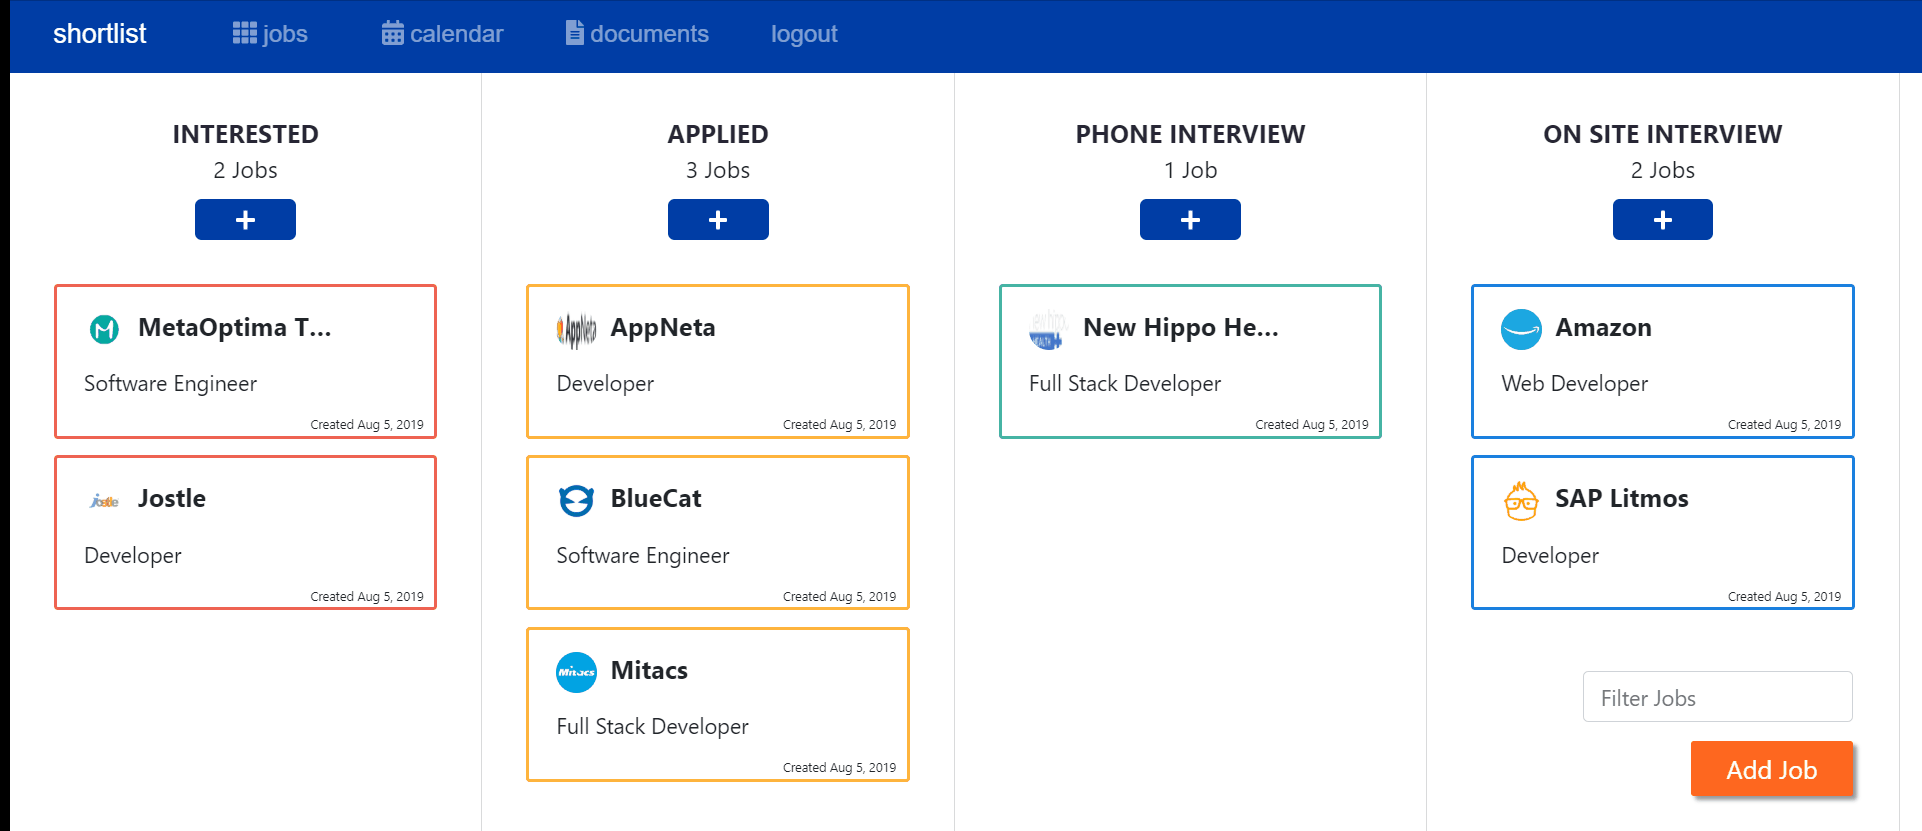 shortlist jobs calendar documents logout
INTERESTED
2 Jobs
+
MetaOptima T...
Software Engineer
Created Aug 5, 2019
Jostle
Jostle
Developer
Created Aug 5, 2019
APPLIED
3 Jobs
+
AppNeta
AppNeta
Developer
Created Aug 5, 2019
BlueCat
Software Engineer
Created Aug 5, 2019
Mitacs
Mitacs
Full Stack Developer
Created Aug 5, 2019
PHONE INTERVIEW
1 Job
+
HEALTH
New Hippo He...
Full Stack Developer
Created Aug 5, 2019
ON SITE INTERVIEW
2 Jobs
+
Amazon
Web Developer
Created Aug 5, 2019
SAP Litmos
Developer
Created Aug 5, 2019
Filter Jobs
Add Job